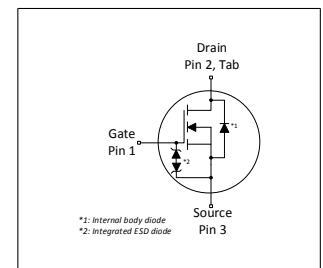 Drain
Pin 2, Tab
*1
Gate
Pin 1
*2
*1: Internal body diode
*2: Integrated ESD diode
Source
Pin 3